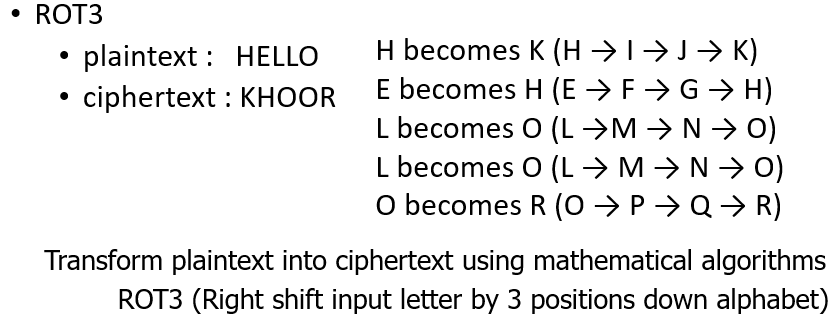 • ROT3
• plaintext : HELLO
• ciphertext : KHOOR
H becomes K (H → I → J → K)
E becomes H (E → F → G → H)
L becomes O (L →M → N → O)
L becomes O (L → M → N → O)
O becomes R (O → P → Q → R)
Transform plaintext into ciphertext using mathematical algorithms
ROT3 (Right shift input letter by 3 positions down alphabet)